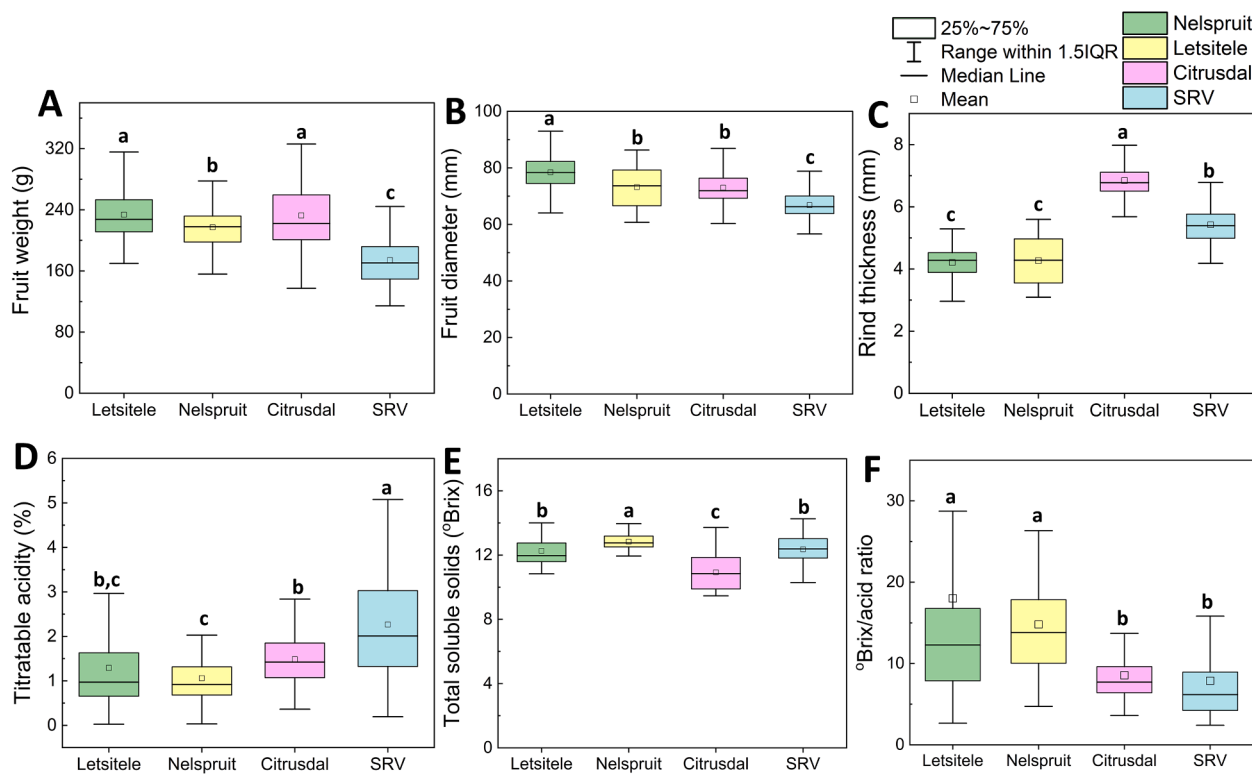 25%~75%
Range within 1.5IQR
Median Line
Mean
Nelspruit
Letsitele
Citrusdal
SRV
A
Fruit weight (g)
320
240
160
80
0
a
b
a
c
Letsitele Nelspruit Citrusdal SRV
B
Fruit diameter (mm)
100
80
60
40
20
0
a
b
b
c
Letsitele Nelspruit Citrusdal SRV
C
Rind thickness (mm)
8
6
4
2
0
c
c
a
b
Letsitele Nelspruit Citrusdal SRV
D
Titratable acidity (%)
6
5
4
3
2
1
0
b,c
c
b
a
Letsitele Nelspruit Citrusdal SRV
E
Total soluble solids (ºBrix)
16
12
8
4
0
b
a
c
b
Letsitele Nelspruit Citrusdal SRV
F
ºBrix/acid ratio
30
20
10
0
a
a
b
b
Letsitele Nelspruit Citrusdal SRV